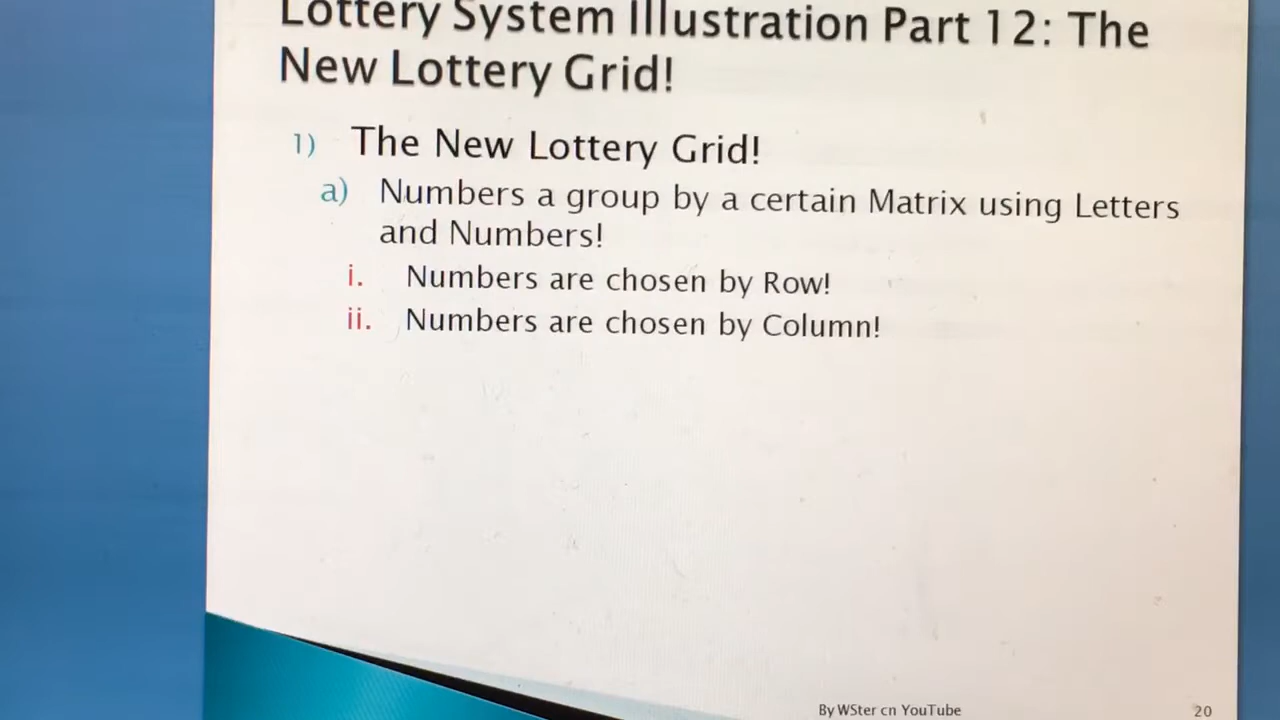 Lottery System Illustration Part 12: The
New Lottery Grid!
1) The New Lottery Grid!
a) Numbers a group by a certain Matrix using Letters
and Numbers!
i. Numbers are chosen by Row!
ii. Numbers are chosen by Column!
By WSter cn YouTube
20